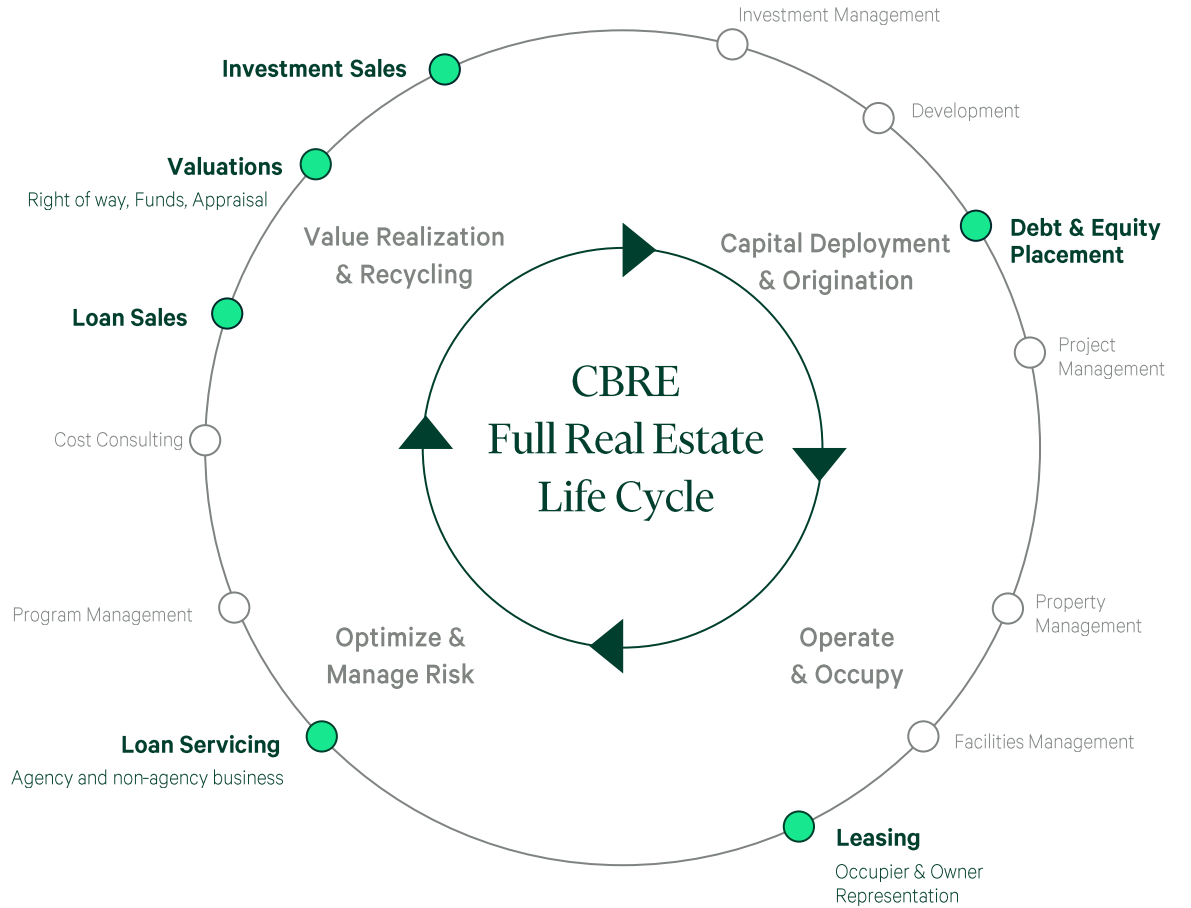 Investment Management
Investment Sales
Development
Valuations
Right of way, Funds, Appraisal
Debt & Equity
Placement
Value Realization
& Recycling
Capital Deployment
& Origination
Loan Sales
Project
Management
CBRE
Full Real Estate
Life Cycle
Cost Consulting
Program Management
Property
Management
Optimize &
Manage Risk
Operate
& Occupy
Loan Servicing
Agency and non-agency business
Facilities Management
Leasing
Occupier & Owner
Representation